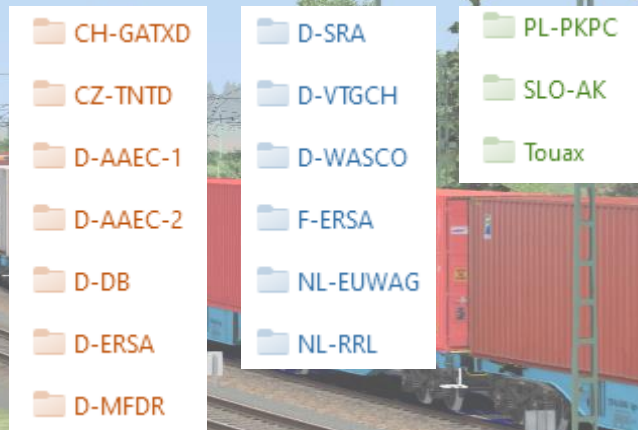 CH-GATXD
CZ-TNTD
D-AAEC-1
D-AAEC-2
D-DB
D-ERSA
D-MFDR
D-SRA
D-VTGCH
D-WASCO
F-ERSA
NL-EUWAG
NL-RRL
PL-PKPC
SLO-AK
Touax